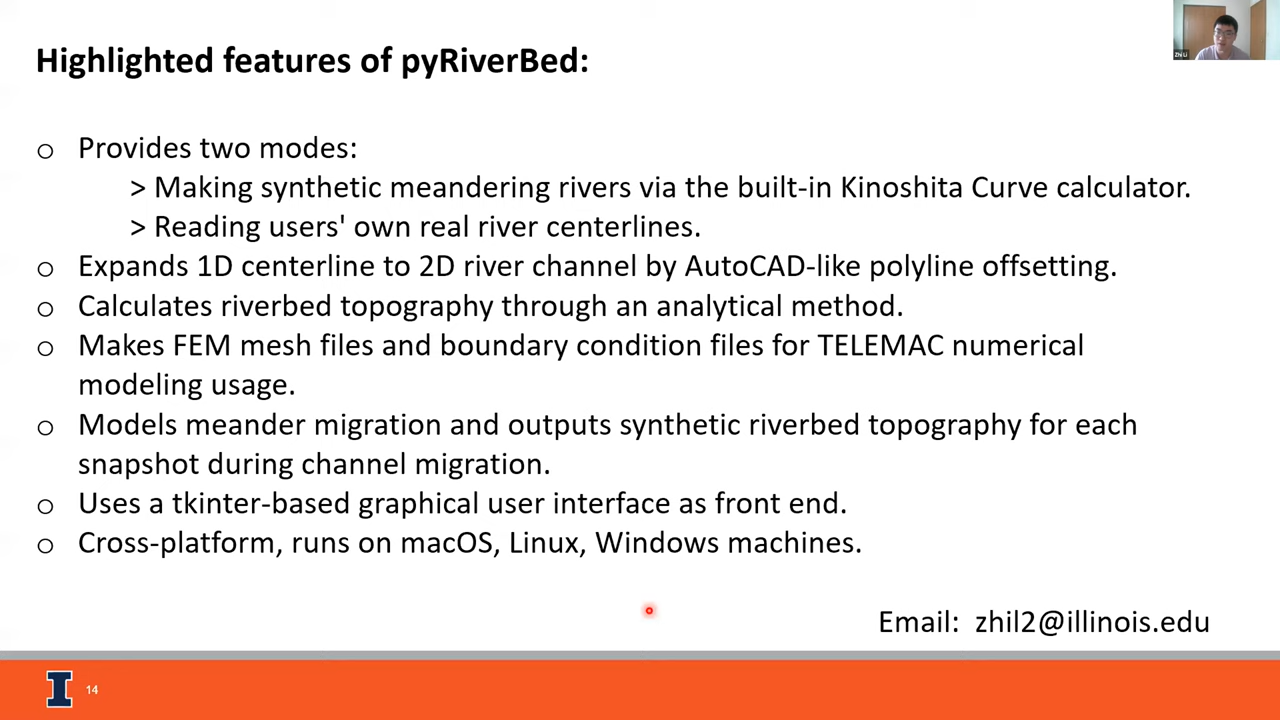 Highlighted features of pyRiverBed:
Zhi Li
o Provides two modes:
> Making synthetic meandering rivers via the built-in Kinoshita Curve calculator.
> Reading users' own real river centerlines.
o Expands 1D centerline to 2D river channel by AutoCAD-like polyline offsetting.
o Calculates riverbed topography through an analytical method.
o Makes FEM mesh files and boundary condition files for TELEMAC numerical
modeling usage.
o Models meander migration and outputs synthetic riverbed topography for each
snapshot during channel migration.
o Uses a tkinter-based graphical user interface as front end.
o Cross-platform, runs on macOS, Linux, Windows machines.
Email: zhil2@illinois.edu
I 14